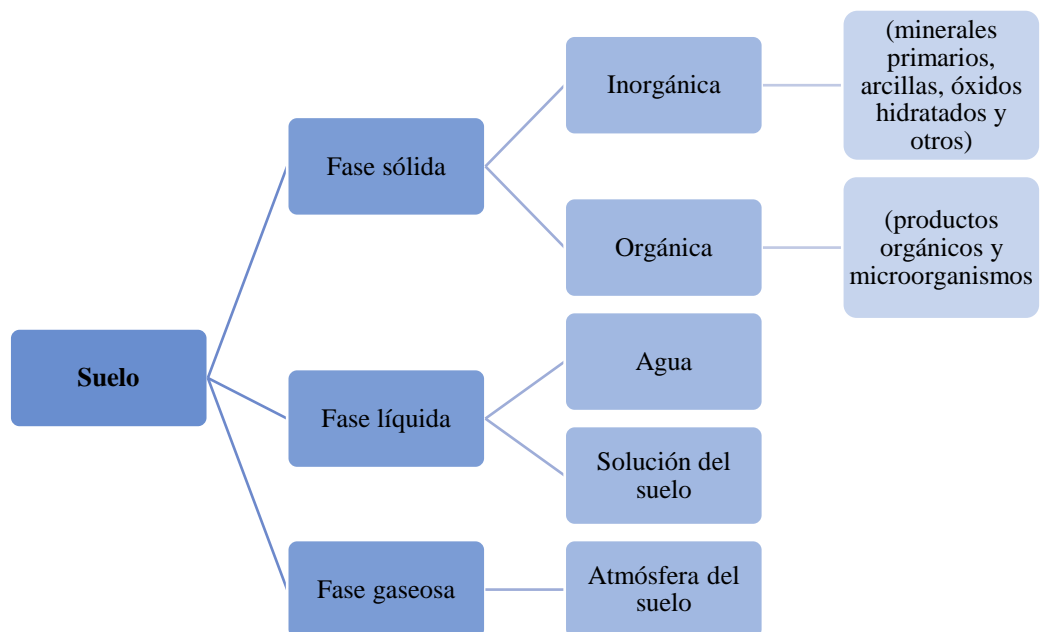 Suelo
Fase sólida
Inorgánica
(minerales
primarios,
arcillas, óxidos
hidratados y
otros)
Orgánica
(productos
orgánicos y
microorganismos
Fase líquida
Agua
Solución del
suelo
Fase gaseosa
Atmósfera del
suelo